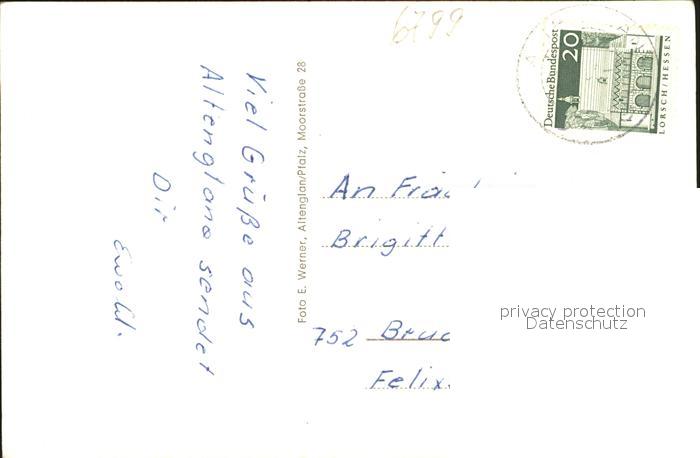 6799
Deutsche Bundespost
20
LORSCH/HESSEN
Viel Grüße aus
Altenglan sendet
Dir
Ewald.
Foto E. Werner, Altenglan/Pfalz, Moorstraße 28
An Fräu
Brigitt
752 Bruc
Felix
privacy protection
Datenschutz